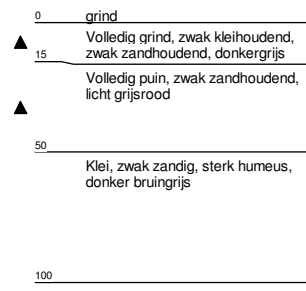 0 grind
Volledig grind, zwak kleihoudend,
15 zwak zandhoudend, donkergrijs
Volledig puin, zwak zandhoudend,
licht grijsrood
50
Klei, zwak zandig, sterk humeus,
donker bruingrijs
100